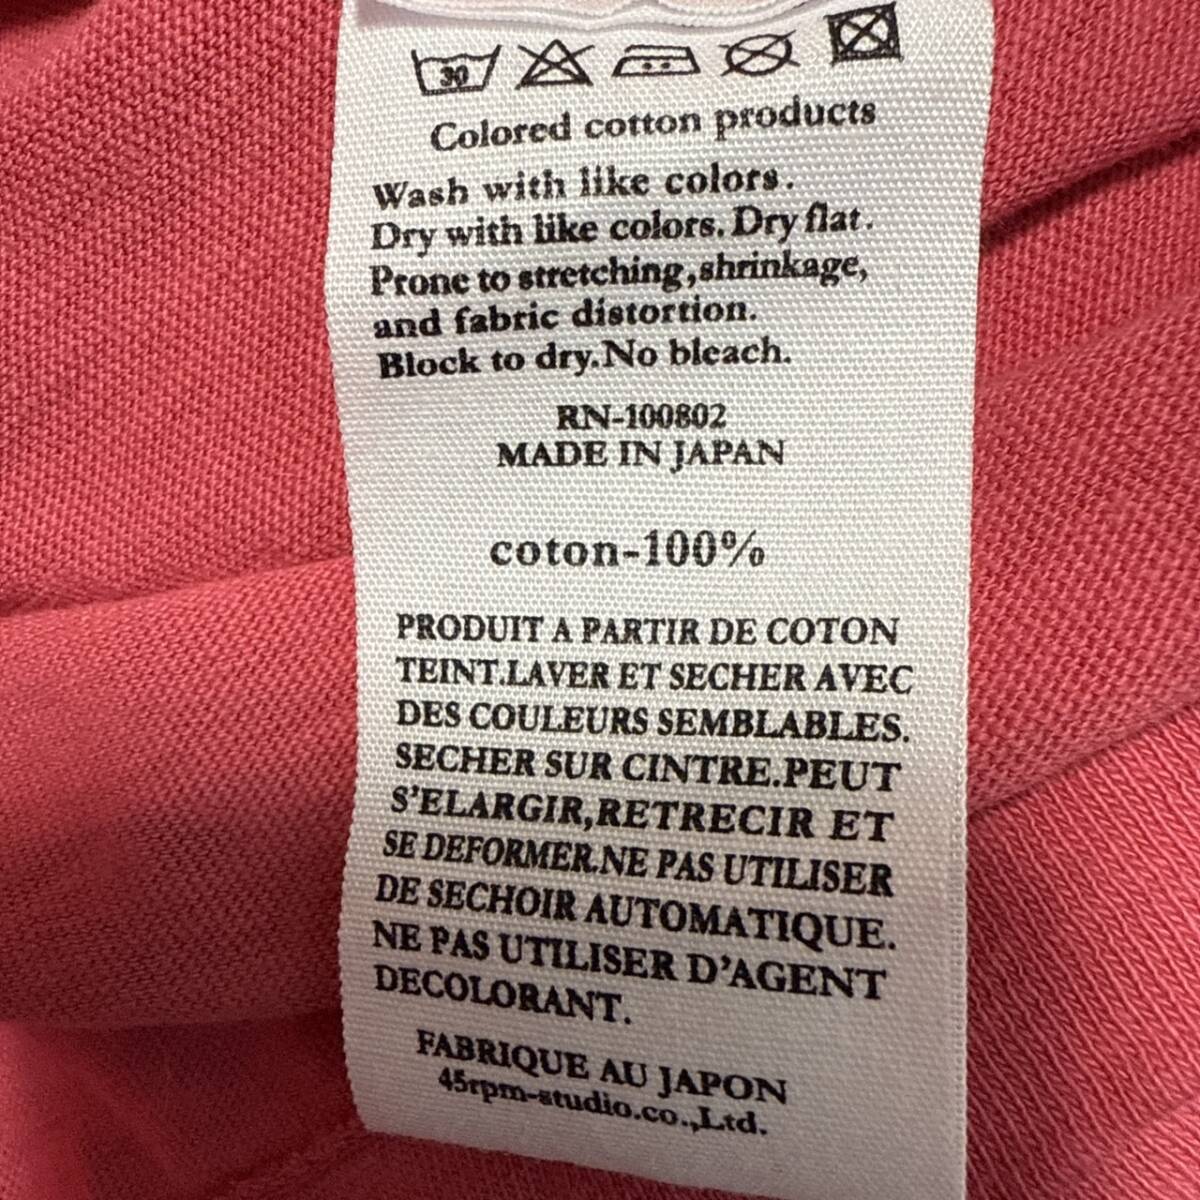 30
Colored cotton products
Wash with like colors.
Dry with like colors. Dry flat.
Prone to stretching,shrinkage,
and fabric distortion.
Block to dry.No bleach.
RN-100802
MADE IN JAPAN
coton-100%
PRODUIT A PARTIR DE COTON
TEINT.LAVER ET SECHER AVEC
DES COULEURS SEMBLABLES.
SECHER SUR CINTRE.PEUT
S'ELARGIR,RETRECIR ET
SE DEFORMER.NE PAS UTILISER
DE SECHOIR AUTOMATIQUE.
NE PAS UTILISER D'AGENT
DECOLORANT.
FABRIQUE AU JAPON
45rpm-studio.co.,Ltd.